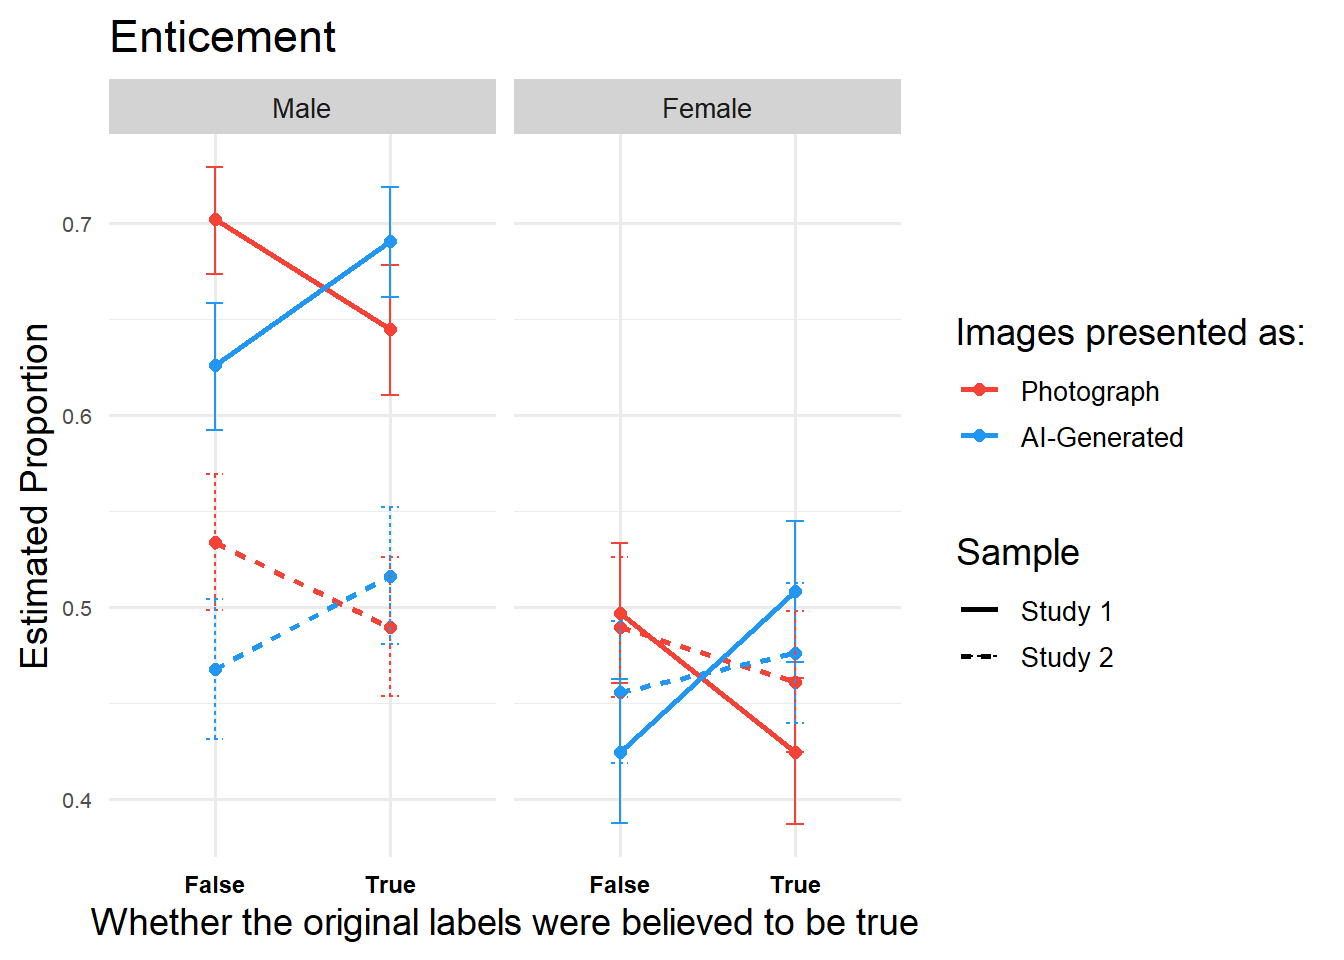 Enticement
Male
Female
Estimated Proportion
0.7
0.6
0.5
0.4
False
True
False
True
Whether the original labels were believed to be true
Images presented as:
Photograph
AI-Generated
Sample
Study 1
Study 2